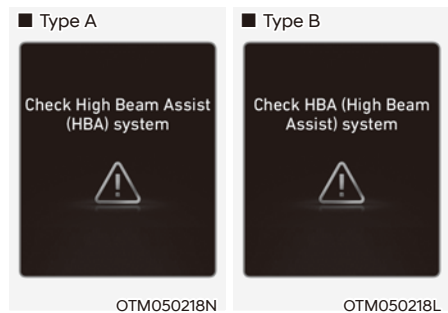 ■ Type A
Check High Beam Assist
(HBA) system
OTM050218N
■ Type B
Check HBA (High Beam
Assist) system
OTM050218L